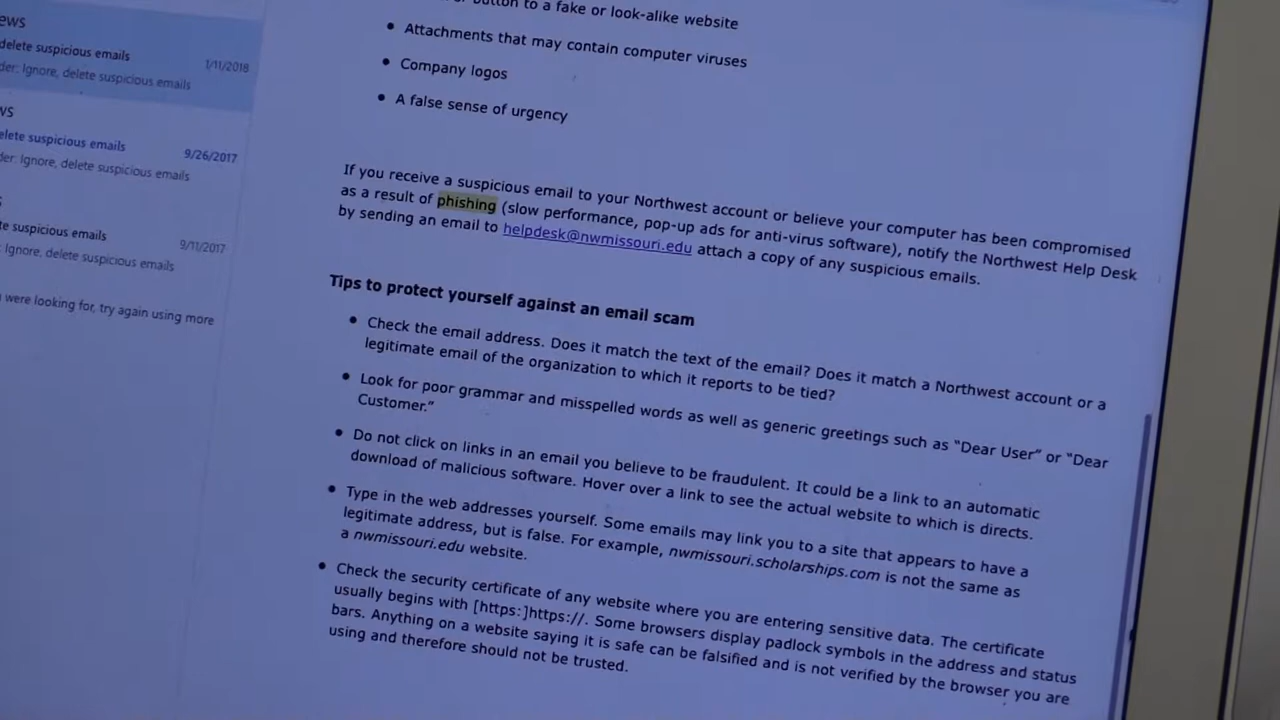 ews
delete suspicious emails
1/11/2018
der: Ignore, delete suspicious emails
ws
elete suspicious emails
9/26/2017
der: Ignore, delete suspicious emails
te suspicious emails
9/11/2017
: Ignore, delete suspicious emails
were looking for, try again using more
button to a fake or look-alike website
• Attachments that may contain computer viruses
• Company logos
• A false sense of urgency
If you receive a suspicious email to your Northwest account or believe your computer has been compromised
as a result of phishing (slow performance, pop-up ads for anti-virus software), notify the Northwest Help Desk
by sending an email to helpdesk@nwmissouri.edu attach a copy of any suspicious emails.
Tips to protect yourself against an email scam
• Check the email address. Does it match the text of the email? Does it match a Northwest account or a
legitimate email of the organization to which it reports to be tied?
• Look for poor grammar and misspelled words as well as generic greetings such as “Dear User” or “Dear
Customer.”
• Do not click on links in an email you believe to be fraudulent. It could be a link to an automatic
download of malicious software. Hover over a link to see the actual website to which is directs.
• Type in the web addresses yourself. Some emails may link you to a site that appears to have a
legitimate address, but is false. For example, nwmissouri.scholarships.com is not the same as
a nwmissouri.edu website.
• Check the security certificate of any website where you are entering sensitive data. The certificate
usually begins with [https:]https://. Some browsers display padlock symbols in the address and status
bars. Anything on a website saying it is safe can be falsified and is not verified by the browser you are
using and therefore should not be trusted.